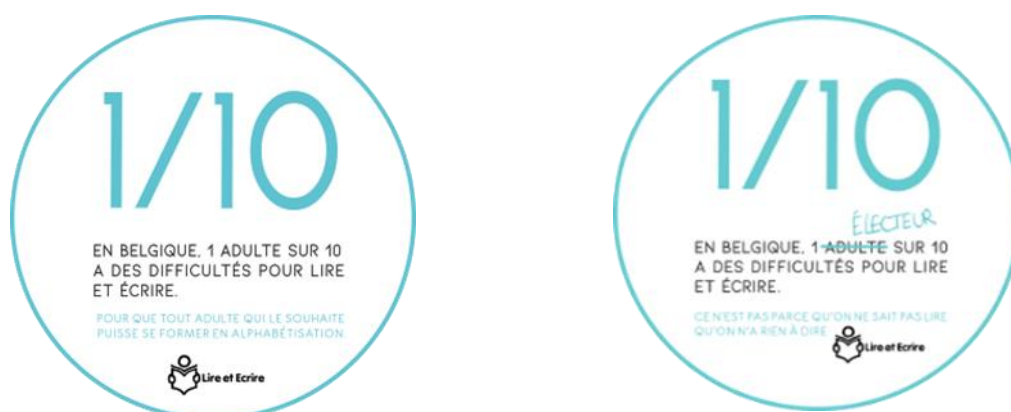 1/10
EN BELGIQUE, 1 ADULTE SUR 10
A DES DIFFICULTÉS POUR LIRE
ET ÉCRIRE.
POUR QUE TOUT ADULTE QUI LE SOUHAITE
PUISSE SE FORMER EN ALPHABÉTISATION
Lire et Ecrire
1/10
ÉLECTEUR
EN BELGIQUE, 1 ADULTE SUR 10
A DES DIFFICULTÉS POUR LIRE
ET ÉCRIRE.
CE N'EST PAS PARCE QU'ON NE SAIT PAS LIRE
QU'ON N'A RIEN À DIRE
Lire et Ecrire